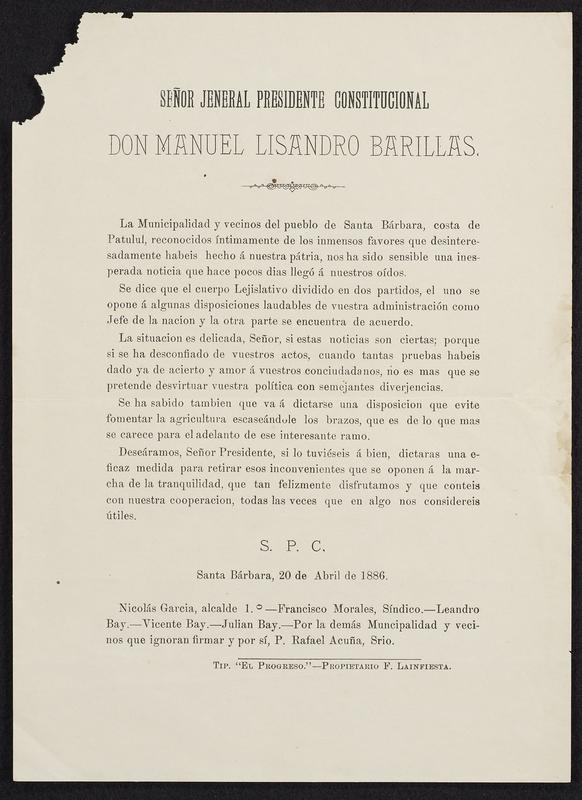 SEÑOR JENERAL PRESIDENTE CONSTITUCIONAL
DON MANUEL LISANDRO BARILLAS.
La Municipalidad y vecinos del pueblo de Santa Bárbara, costa de
Patulul, reconocidos íntimamente de los inmensos favores que desintere-
sadamente habeis hecho á nuestra pátria, nos ha sido sensible una ines-
perada noticia que hace pocos dias llegó á nuestros oídos.
Se dice que el cuerpo Lejislativo dividido en dos partidos, el uno se
opone á algunas disposiciones laudables de vuestra administración como
Jefe de la nacion y la otra parte se encuentra de acuerdo.
La situacion es delicada, Señor, si estas noticias son ciertas; porque
si se ha desconfiado de vuestros actos, cuando tantas pruebas habeis
dado ya de acierto y amor á vuestros conciudadanos, no es mas que se
pretende desvirtuar vuestra política con semejantes diverjencias.
Se ha sabido tambien que va á dictarse una disposicion que evite
fomentar la agricultura escaseándole los brazos, que es de lo que mas
se carece para el adelanto de ese interesante ramo.
Deseáramos, Señor Presidente, si lo tuviéseis á bien, dictaras una e-
ficaz medida para retirar esos inconvenientes que se oponen á la mar-
cha de la tranquilidad, que tan felizmente disfrutamos y que conteis
con nuestra cooperacion, todas las veces que en algo nos considereis
útiles.
S. P. C.
Santa Bárbara, 20 de Abril de 1886.
Nicolás Garcia, alcalde 1.º—Francisco Morales, Síndico.—Leandro
Bay.—Vicente Bay.—Julian Bay.—Por la demás Muncipalidad y veci-
nos que ignoran firmar y por sí, P. Rafael Acuña, Srio.
TIP. "EL PROGRESO."—PROPIETARIO F. LAINFIESTA.